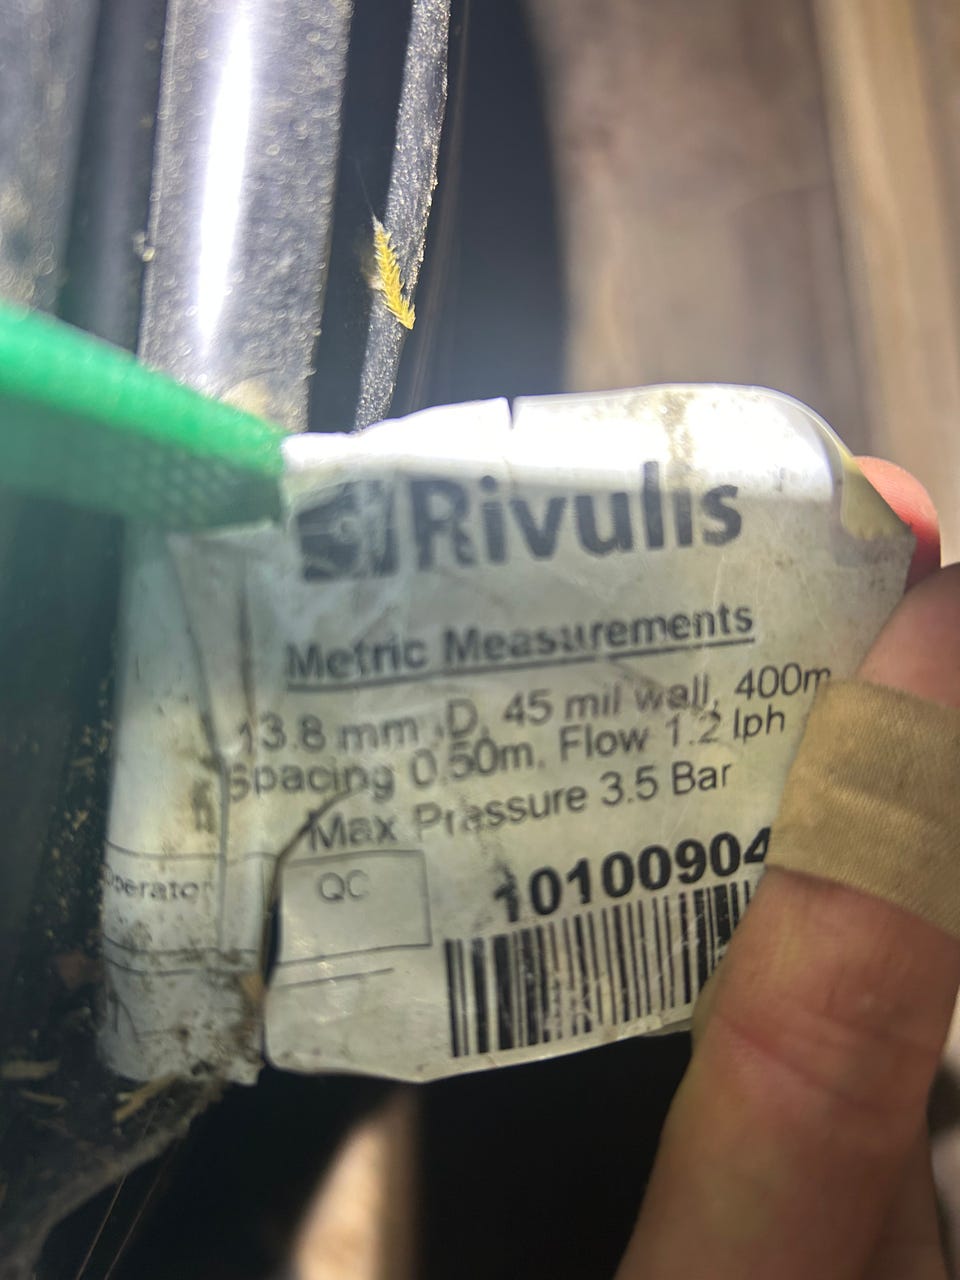 Rivulis
Metric Measurements
13.8 mm .D, 45 mil wall, 400m
Spacing 0.50m, Flow 1.2 lph
Max Pressure 3.5 Bar
Operator
QC
10100904